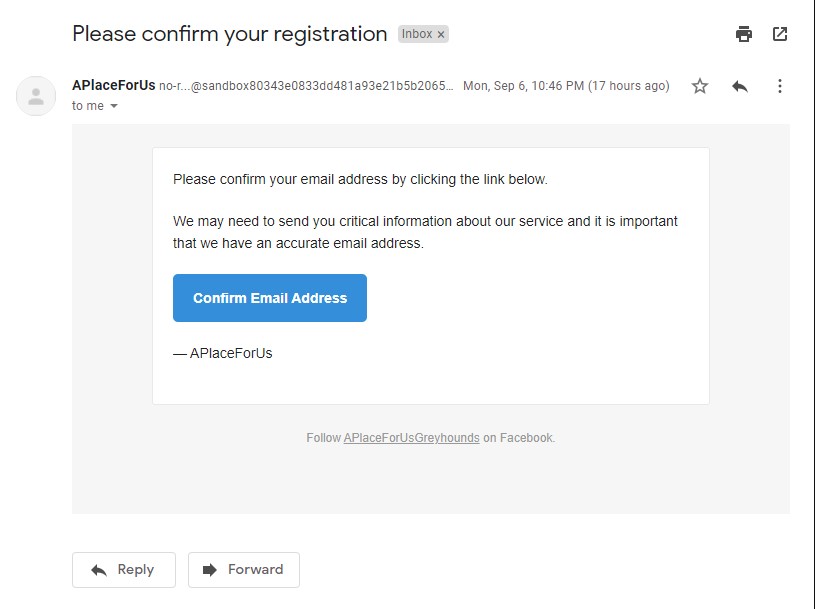 Please confirm your registration Inbox ×
APlaceForUs no-r...@sandbox80343e0833dd481a93e21b5b2065... Mon, Sep 6, 10:46 PM (17 hours ago)
to me
Please confirm your email address by clicking the link below.
We may need to send you critical information about our service and it is important
that we have an accurate email address.
Confirm Email Address
— APlaceForUs
Follow APlaceForUsGreyhounds on Facebook.
Reply Forward